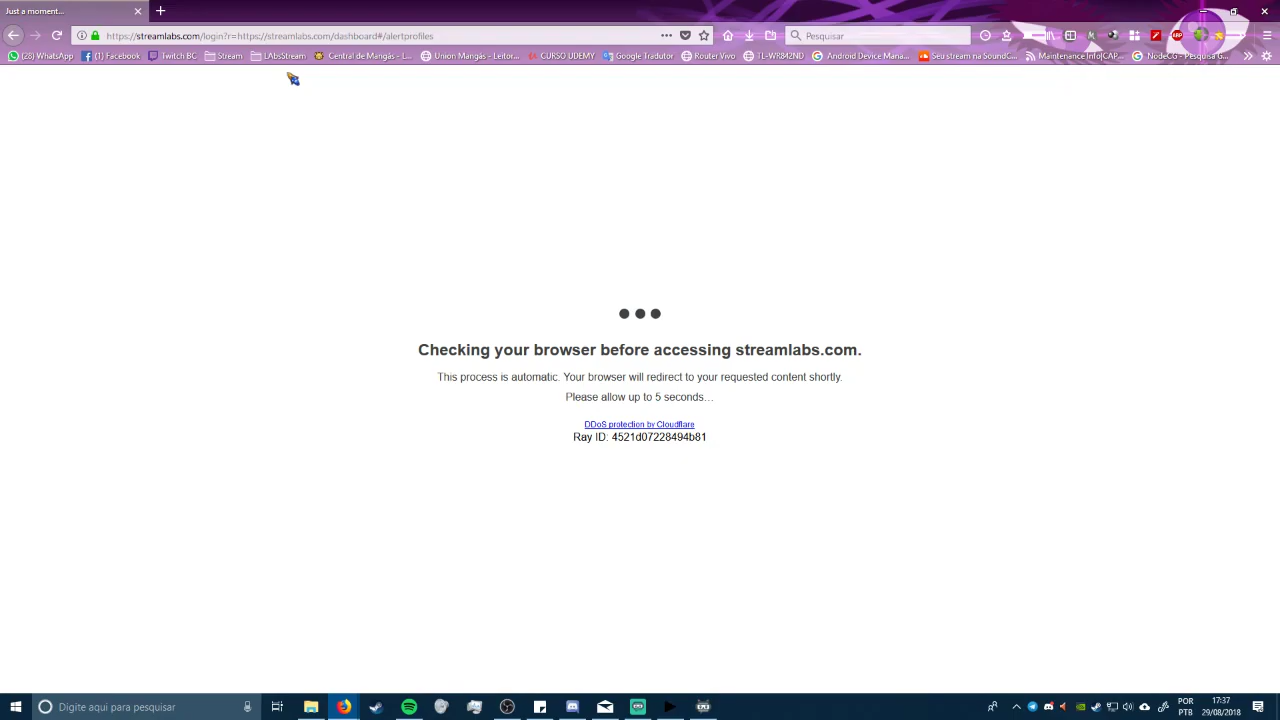 Just a moment...
https://streamlabs.com/login?r=https://streamlabs.com/dashboard#/alertprofiles
Pesquisar
(28) WhatsApp
(1) Facebook
Twitch BC
Stream
LABsStream
Central de Mangás - I...
Union Mangás - Leitor...
CURSO UDEMY
Google Tradutor
Router Vivo
TL-WR842ND
Android Device Mana...
Seu stream na SoundC...
Maintenance Info|CAP...
NodeCG - Pesquisa G...
Checking your browser before accessing streamlabs.com.
This process is automatic. Your browser will redirect to your requested content shortly.
Please allow up to 5 seconds…
DDoS protection by Cloudflare
Ray ID: 4521d07228494b81
Digite aqui para pesquisar
POR
PTB
17:37
29/08/2018